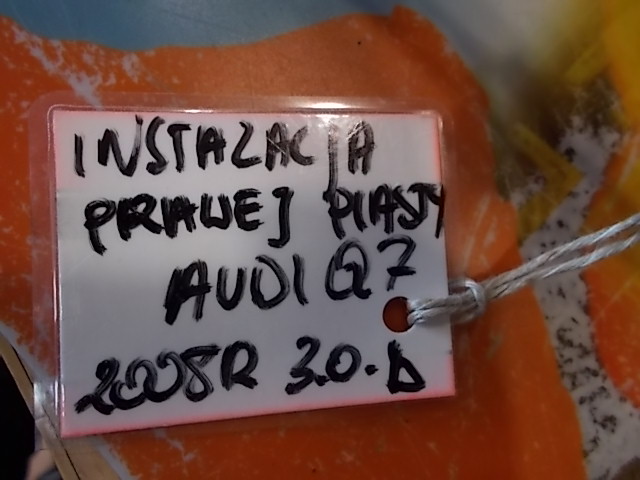 INSTALACJA
PRAWEJ PIASTY
AUDI Q7
2008R 3.0.D